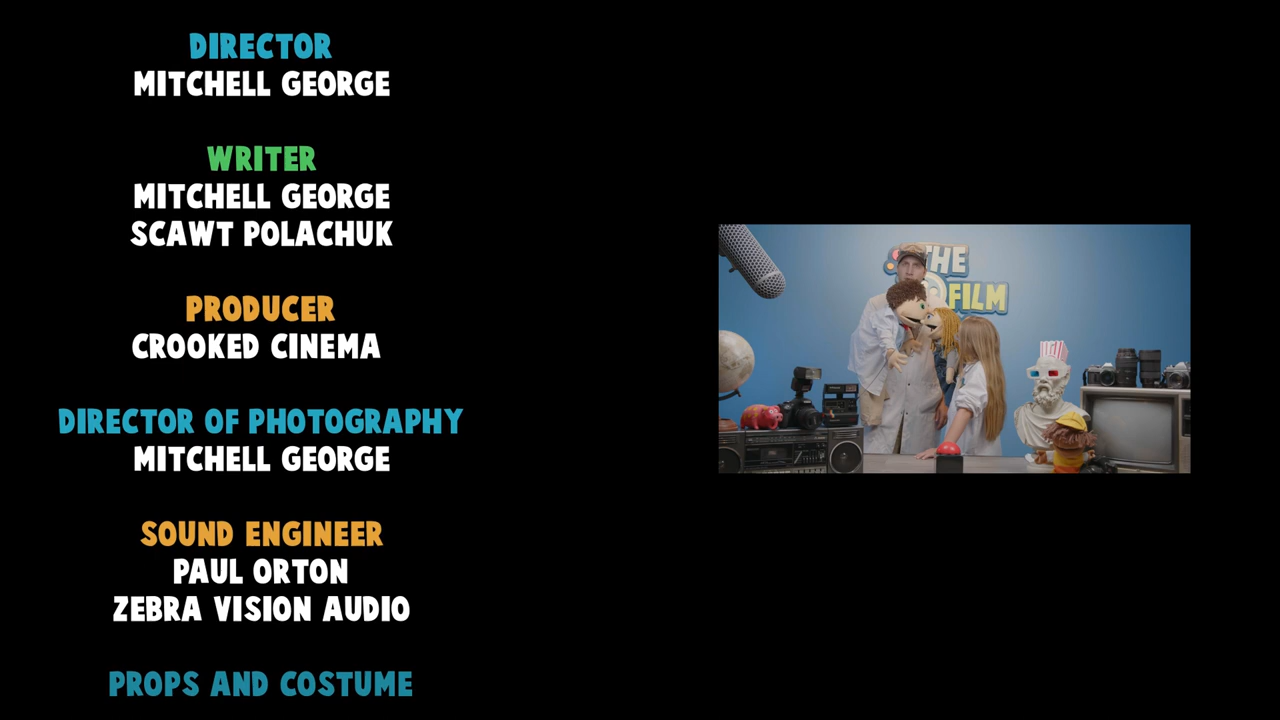 DIRECTOR
MITCHELL GEORGE
WRITER
MITCHELL GEORGE
SCAWT POLACHUK
PRODUCER
CROOKED CINEMA
DIRECTOR OF PHOTOGRAPHY
MITCHELL GEORGE
SOUND ENGINEER
PAUL ORTON
ZEBRA VISION AUDIO
PROPS AND COSTUME
THE
FILM